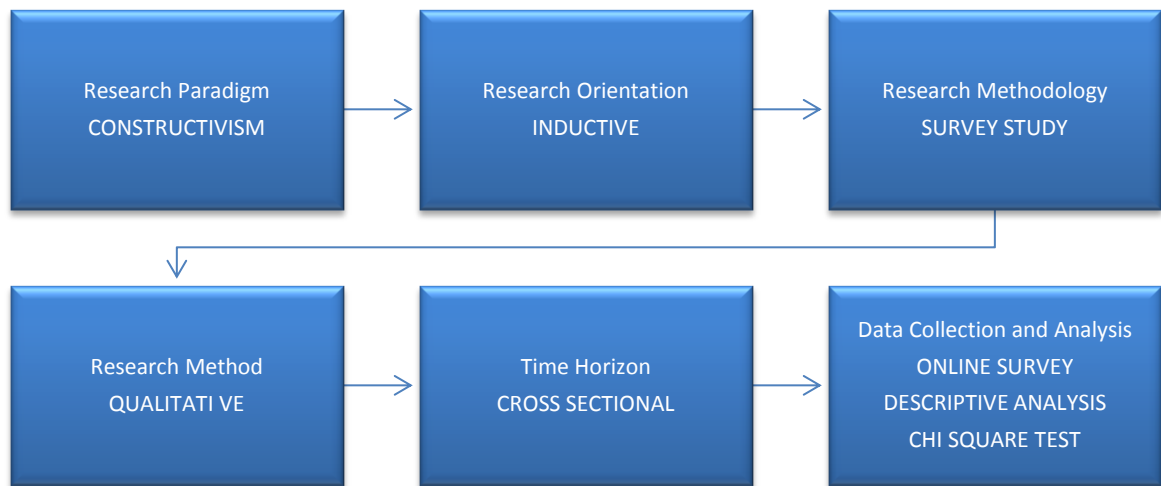 Research Paradigm
CONSTRUCTIVISM
Research Orientation
INDUCTIVE
Research Methodology
SURVEY STUDY
Research Method
QUALITATI VE
Time Horizon
CROSS SECTIONAL
Data Collection and Analysis
ONLINE SURVEY
DESCRIPTIVE ANALYSIS
CHI SQUARE TEST